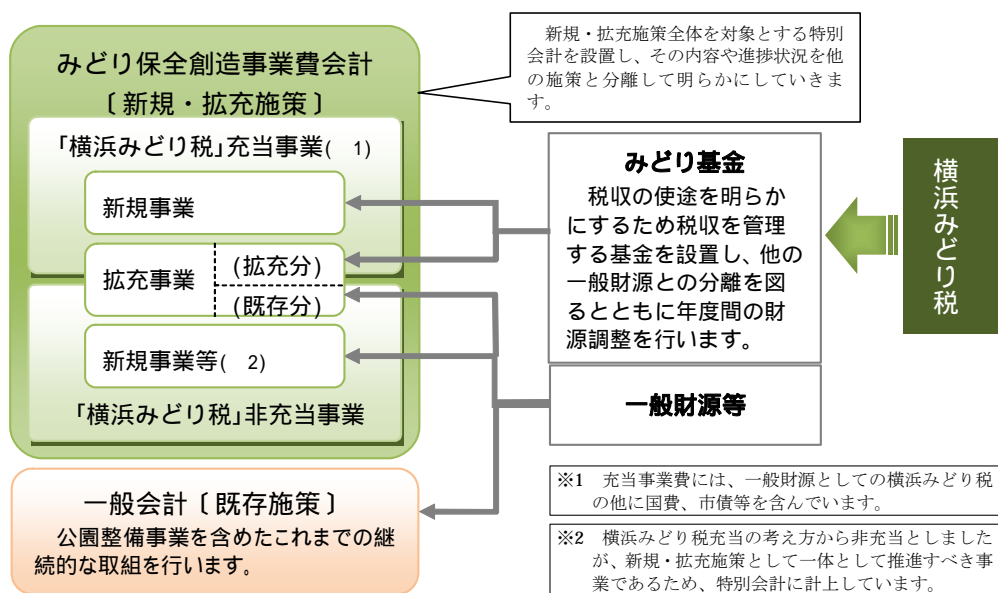 みどり保全創造事業費会計
〔新規・拡充施策〕
「横浜みどり税」充当事業( 1)
新規事業
拡充事業
(拡充分)
(既存分)
新規事業等( 2)
「横浜みどり税」非充当事業
一般会計〔既存施策〕
公園整備事業を含めたこれまでの継
続的な取組を行います。
新規・拡充施策全体を対象とする特別
会計を設置し、その内容や進捗状況を他
の施策と分離して明らかにしていきま
す。
みどり基金
税収の使途を明らか
にするため税収を管理
する基金を設置し、他の
一般財源との分離を図
るとともに年度間の財
源調整を行います。
一般財源等
横浜みどり税
※1 充当事業費には、一般財源としての横浜みどり税
の他に国費、市債等を含んでいます。
※2 横浜みどり税充当の考え方から非充当としました
が、新規・拡充施策として一体として推進すべき事
業であるため、特別会計に計上しています。